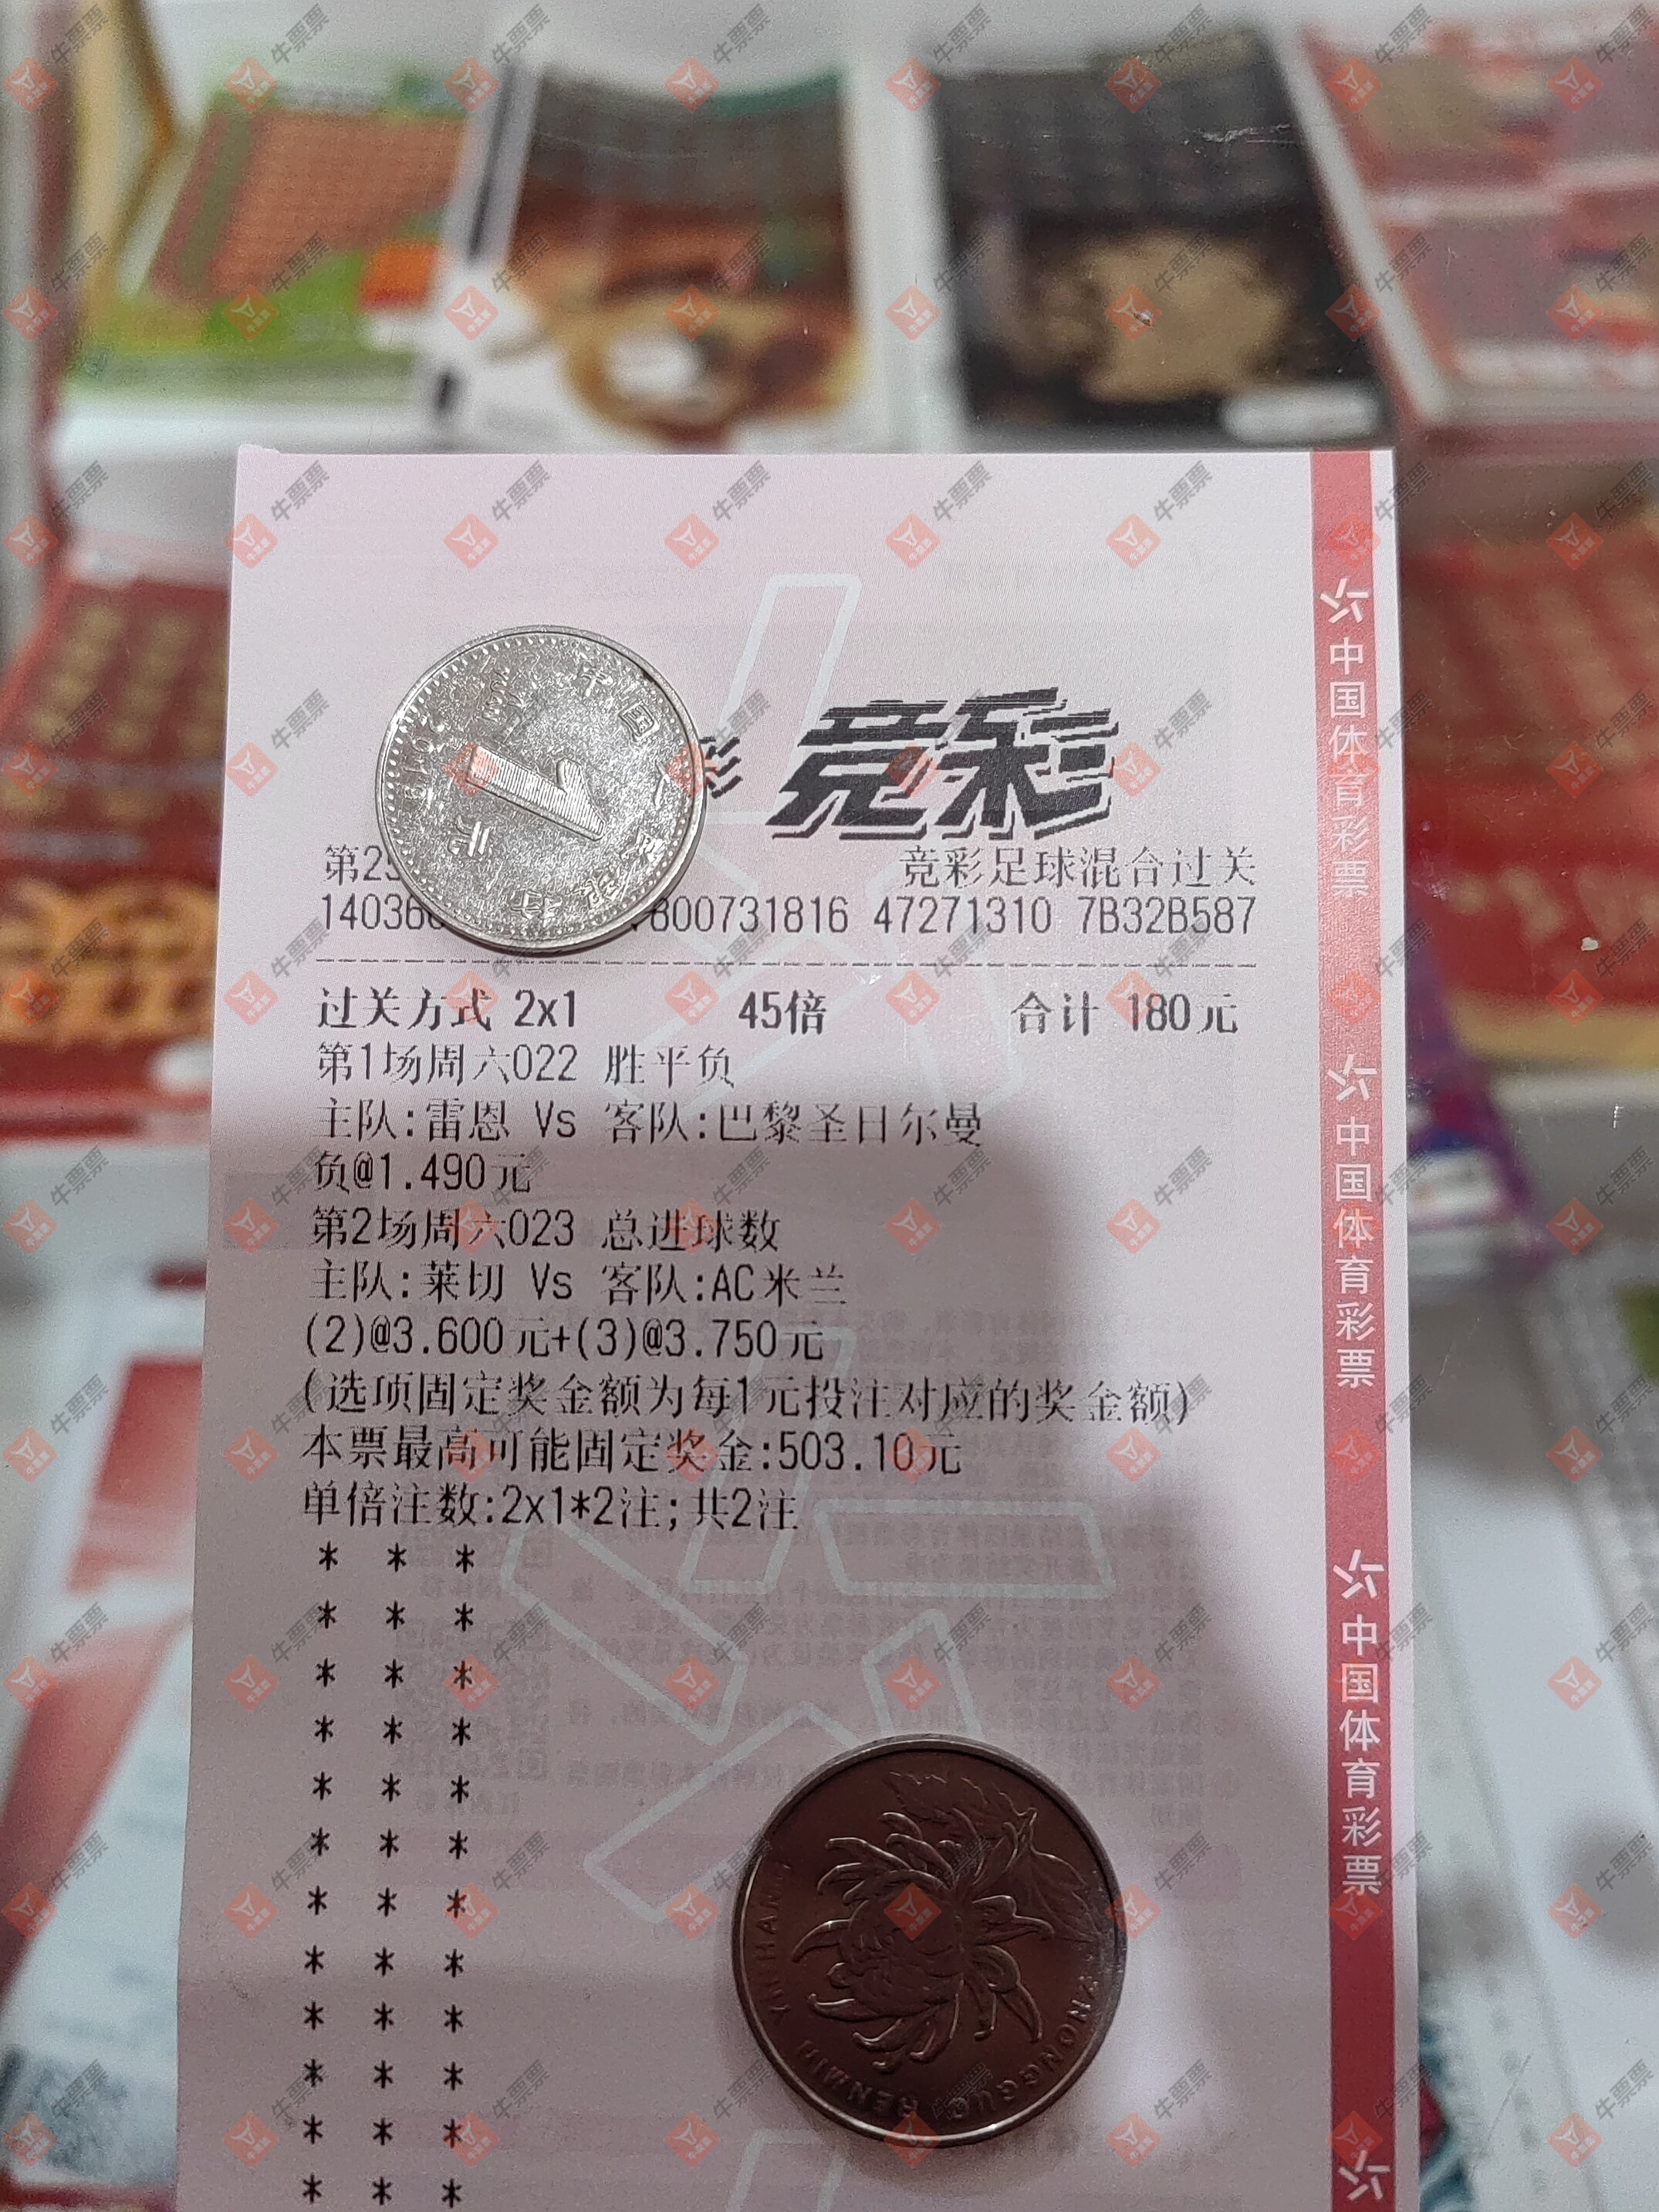 竞彩
第25
竞彩足球混合过关
14036
800731816 47271310 7B32B587
过关方式 2x1 45倍 合计 180元
第1场周六022 胜平负
主队:雷恩 Vs 客队:巴黎圣日尔曼
负@1.490元
第2场周六023 总进球数
主队:莱切 Vs 客队:AC米兰
(2)@3.600元+(3)@3.750元
(选项固定奖金额为每1元投注对应的奖金额)
本票最高可能固定奖金:503.10元
单倍注数:2x1*2注;共2注
* * *
* * *
* * *
* * *
* * *
* * *
* * *
* * *
* * *
* * *
* * *
* * *
中国体育彩票
中国体育彩票
中国体育彩票
1
ZHONGGUO RENMIN YINHANG
牛票票